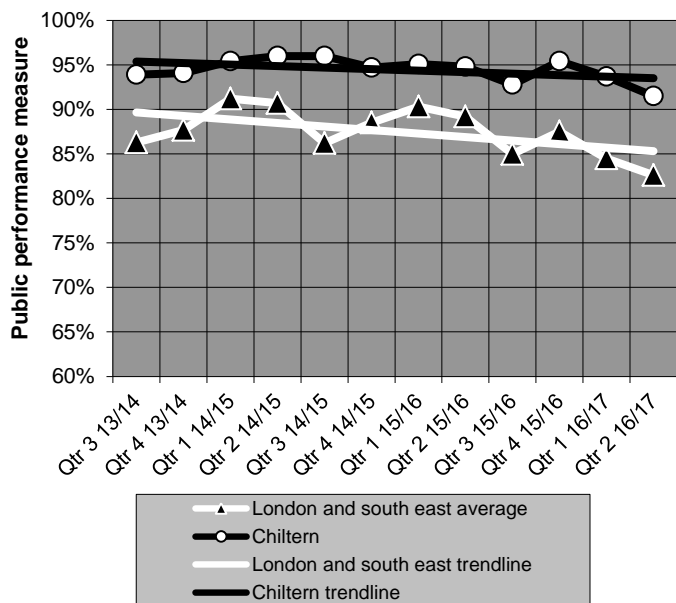 Public performance measure
100%
95%
90%
85%
80%
75%
70%
65%
60%
Qtr 3 13/14
Qtr 4 13/14
Qtr 1 14/15
Qtr 2 14/15
Qtr 3 14/15
Qtr 4 14/15
Qtr 1 15/16
Qtr 2 15/16
Qtr 3 15/16
Qtr 4 15/16
Qtr 1 16/17
Qtr 2 16/17
London and south east average
Chiltern
London and south east trendline
Chiltern trendline